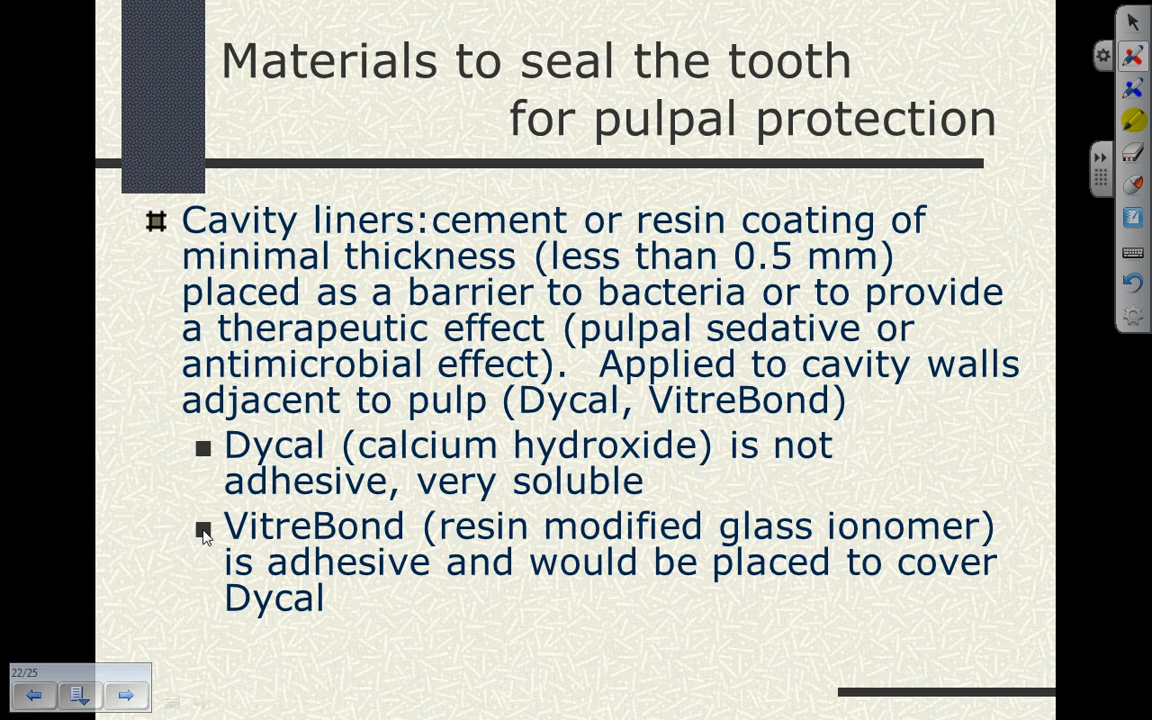 Materials to seal the tooth
for pulpal protection
Cavity liners:cement or resin coating of
minimal thickness (less than 0.5 mm)
placed as a barrier to bacteria or to provide
a therapeutic effect (pulpal sedative or
antimicrobial effect).  Applied to cavity walls
adjacent to pulp (Dycal, VitreBond)
Dycal (calcium hydroxide) is not
adhesive, very soluble
VitreBond (resin modified glass ionomer)
is adhesive and would be placed to cover
Dycal
22/25